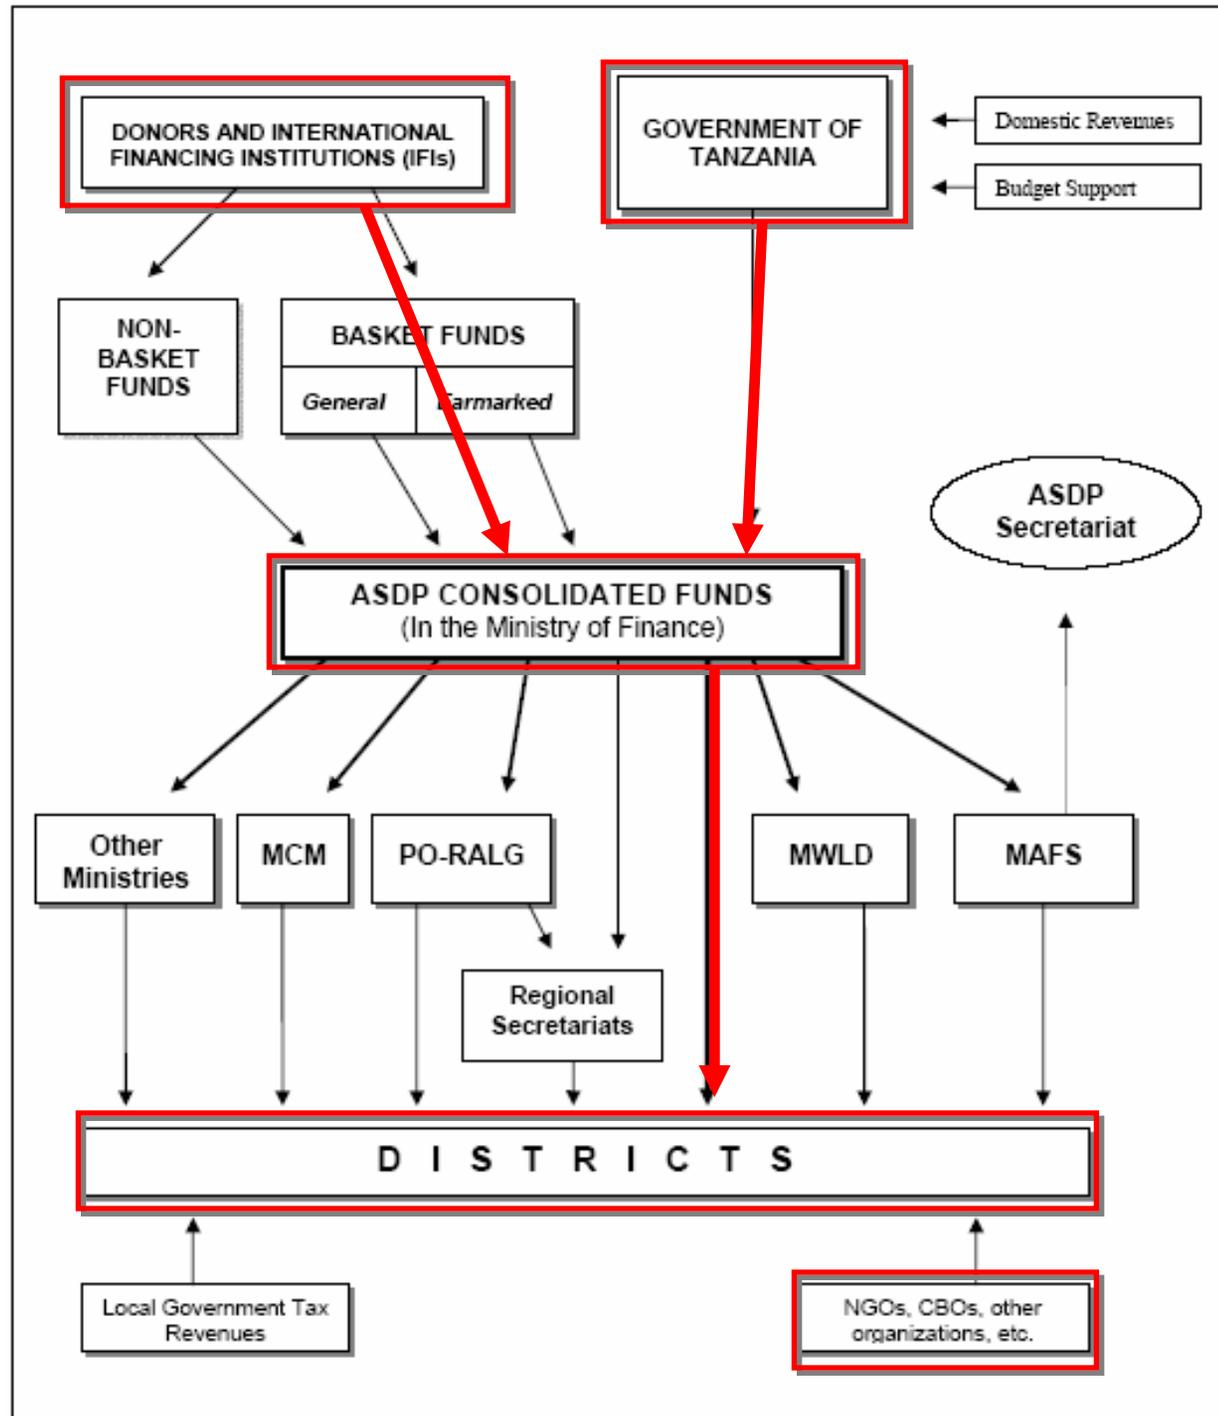 DONORS AND INTERNATIONAL
FINANCING INSTITUTIONS (IFIs)
GOVERNMENT OF
TANZANIA
Domestic Revenues
Budget Support
NON-
BASKET
FUNDS
BASKET FUNDS
General
Earmarked
ASDP
Secretariat
ASDP CONSOLIDATED FUNDS
(In the Ministry of Finance)
Other
Ministries
MCM
PO-RALG
MWLD
MAFS
Regional
Secretariats
D I S T R I C T S
Local Government Tax
Revenues
NGOs, CBOs, other
organizations, etc.